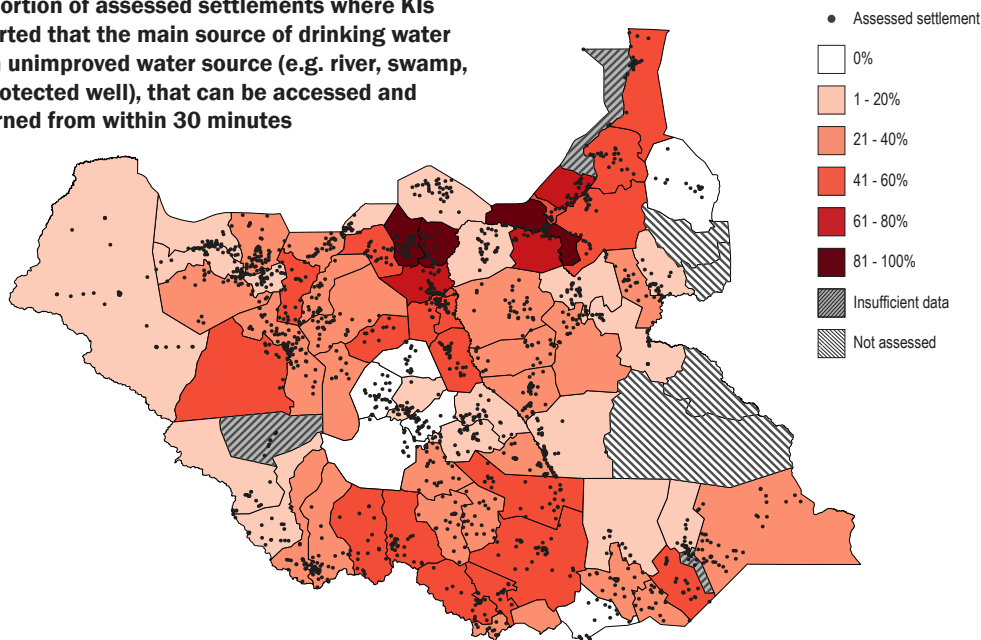 ortion of assessed settlements where KIs
rted that the main source of drinking water
unimproved water source (e.g. river, swamp,
otected well), that can be accessed and
rned from within 30 minutes
Assessed settlement
0%
1 - 20%
21 - 40%
41 - 60%
61 - 80%
81 - 100%
Insufficient data
Not assessed